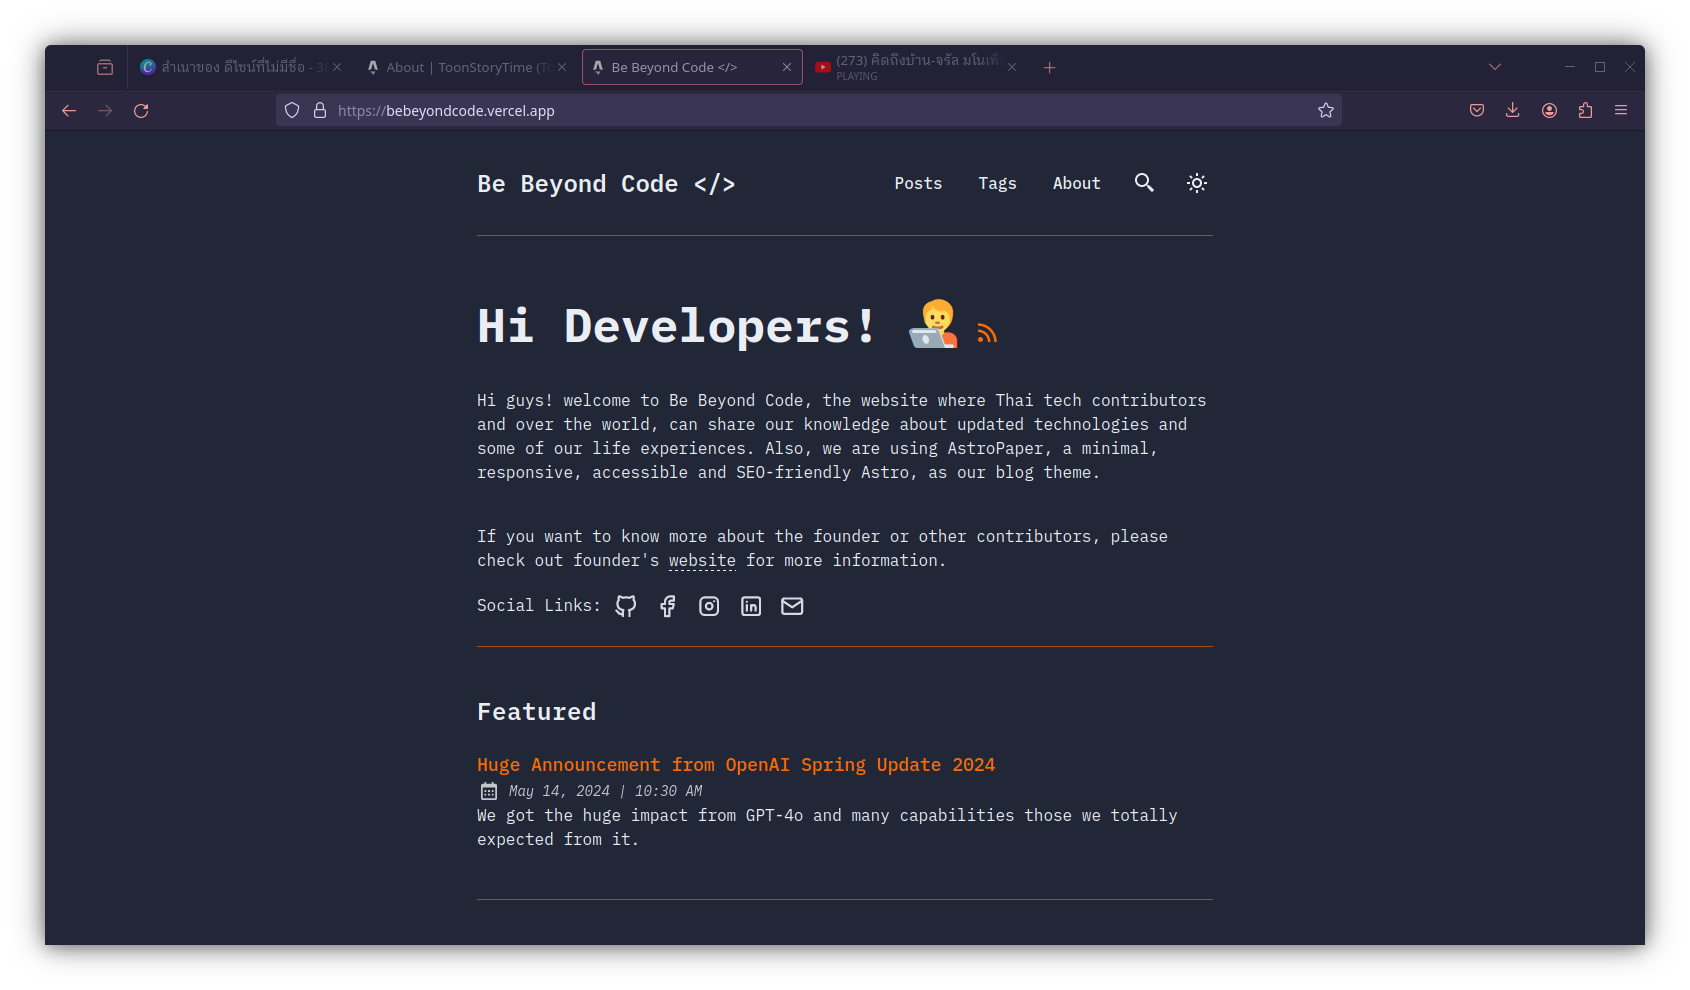 สำเนาของ ดีไซน์ที่ไม่มีชื่อ - 3
About | ToonStoryTime (To
Be Beyond Code </>
(273) คิดถึงบ้าน-จรัล มโนเพ็
PLAYING
https://bebeyondcode.vercel.app
Be Beyond Code </>
Posts
Tags
About
Hi Developers!
Hi guys! welcome to Be Beyond Code, the website where Thai tech contributors
and over the world, can share our knowledge about updated technologies and
some of our life experiences. Also, we are using AstroPaper, a minimal,
responsive, accessible and SEO-friendly Astro, as our blog theme.
If you want to know more about the founder or other contributors, please
check out founder's website for more information.
Social Links:
Featured
Huge Announcement from OpenAI Spring Update 2024
May 14, 2024 | 10:30 AM
We got the huge impact from GPT-4o and many capabilities those we totally
expected from it.